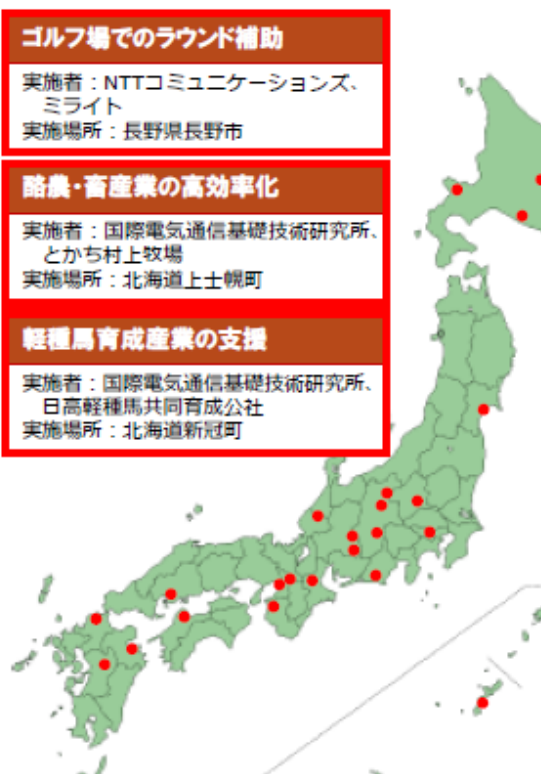 ゴルフ場でのラウンド補助
実施者：NTTコミュニケーションズ、
ミライト
実施場所：長野県長野市
酪農・畜産業の高効率化
実施者：国際電気通信基礎技術研究所、
とかち村上牧場
実施場所：北海道上士幌町
軽種馬育成産業の支援
実施者：国際電気通信基礎技術研究所、
日高軽種馬共同育成公社
実施場所：北海道新冠町